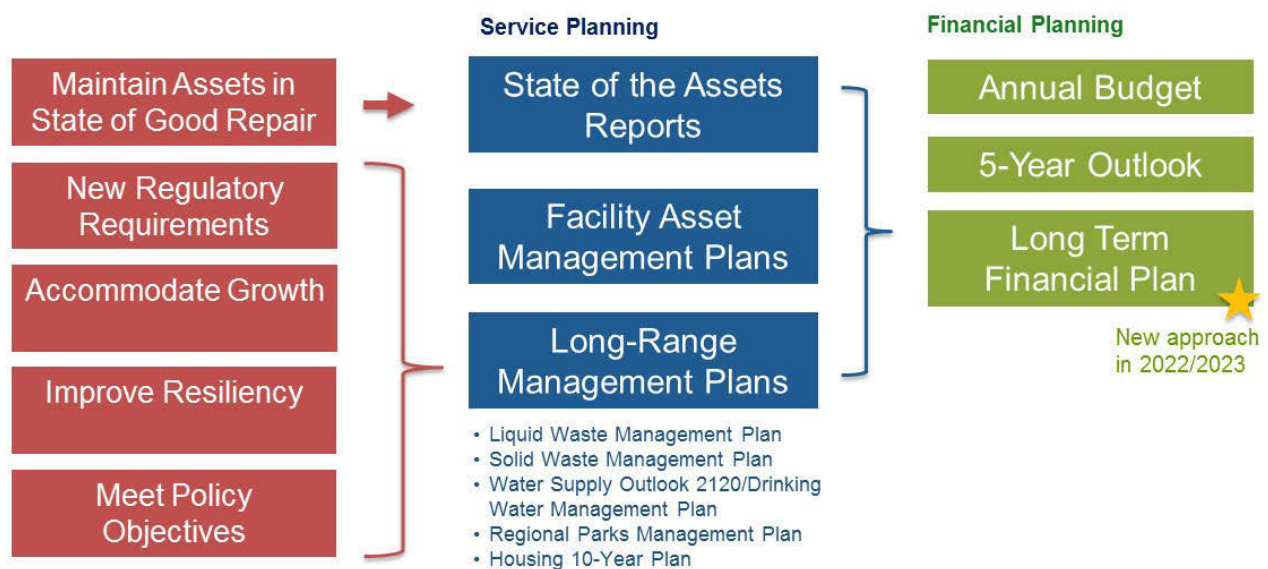 Service Planning
Financial Planning
Maintain Assets in
State of Good Repair
New Regulatory
Requirements
Accommodate Growth
Improve Resiliency
Meet Policy
Objectives
State of the Assets
Reports
Facility Asset
Management Plans
Long-Range
Management Plans
• Liquid Waste Management Plan
• Solid Waste Management Plan
• Water Supply Outlook 2120/Drinking
Water Management Plan
• Regional Parks Management Plan
• Housing 10-Year Plan
Annual Budget
5-Year Outlook
Long Term
Financial Plan
New approach
in 2022/2023